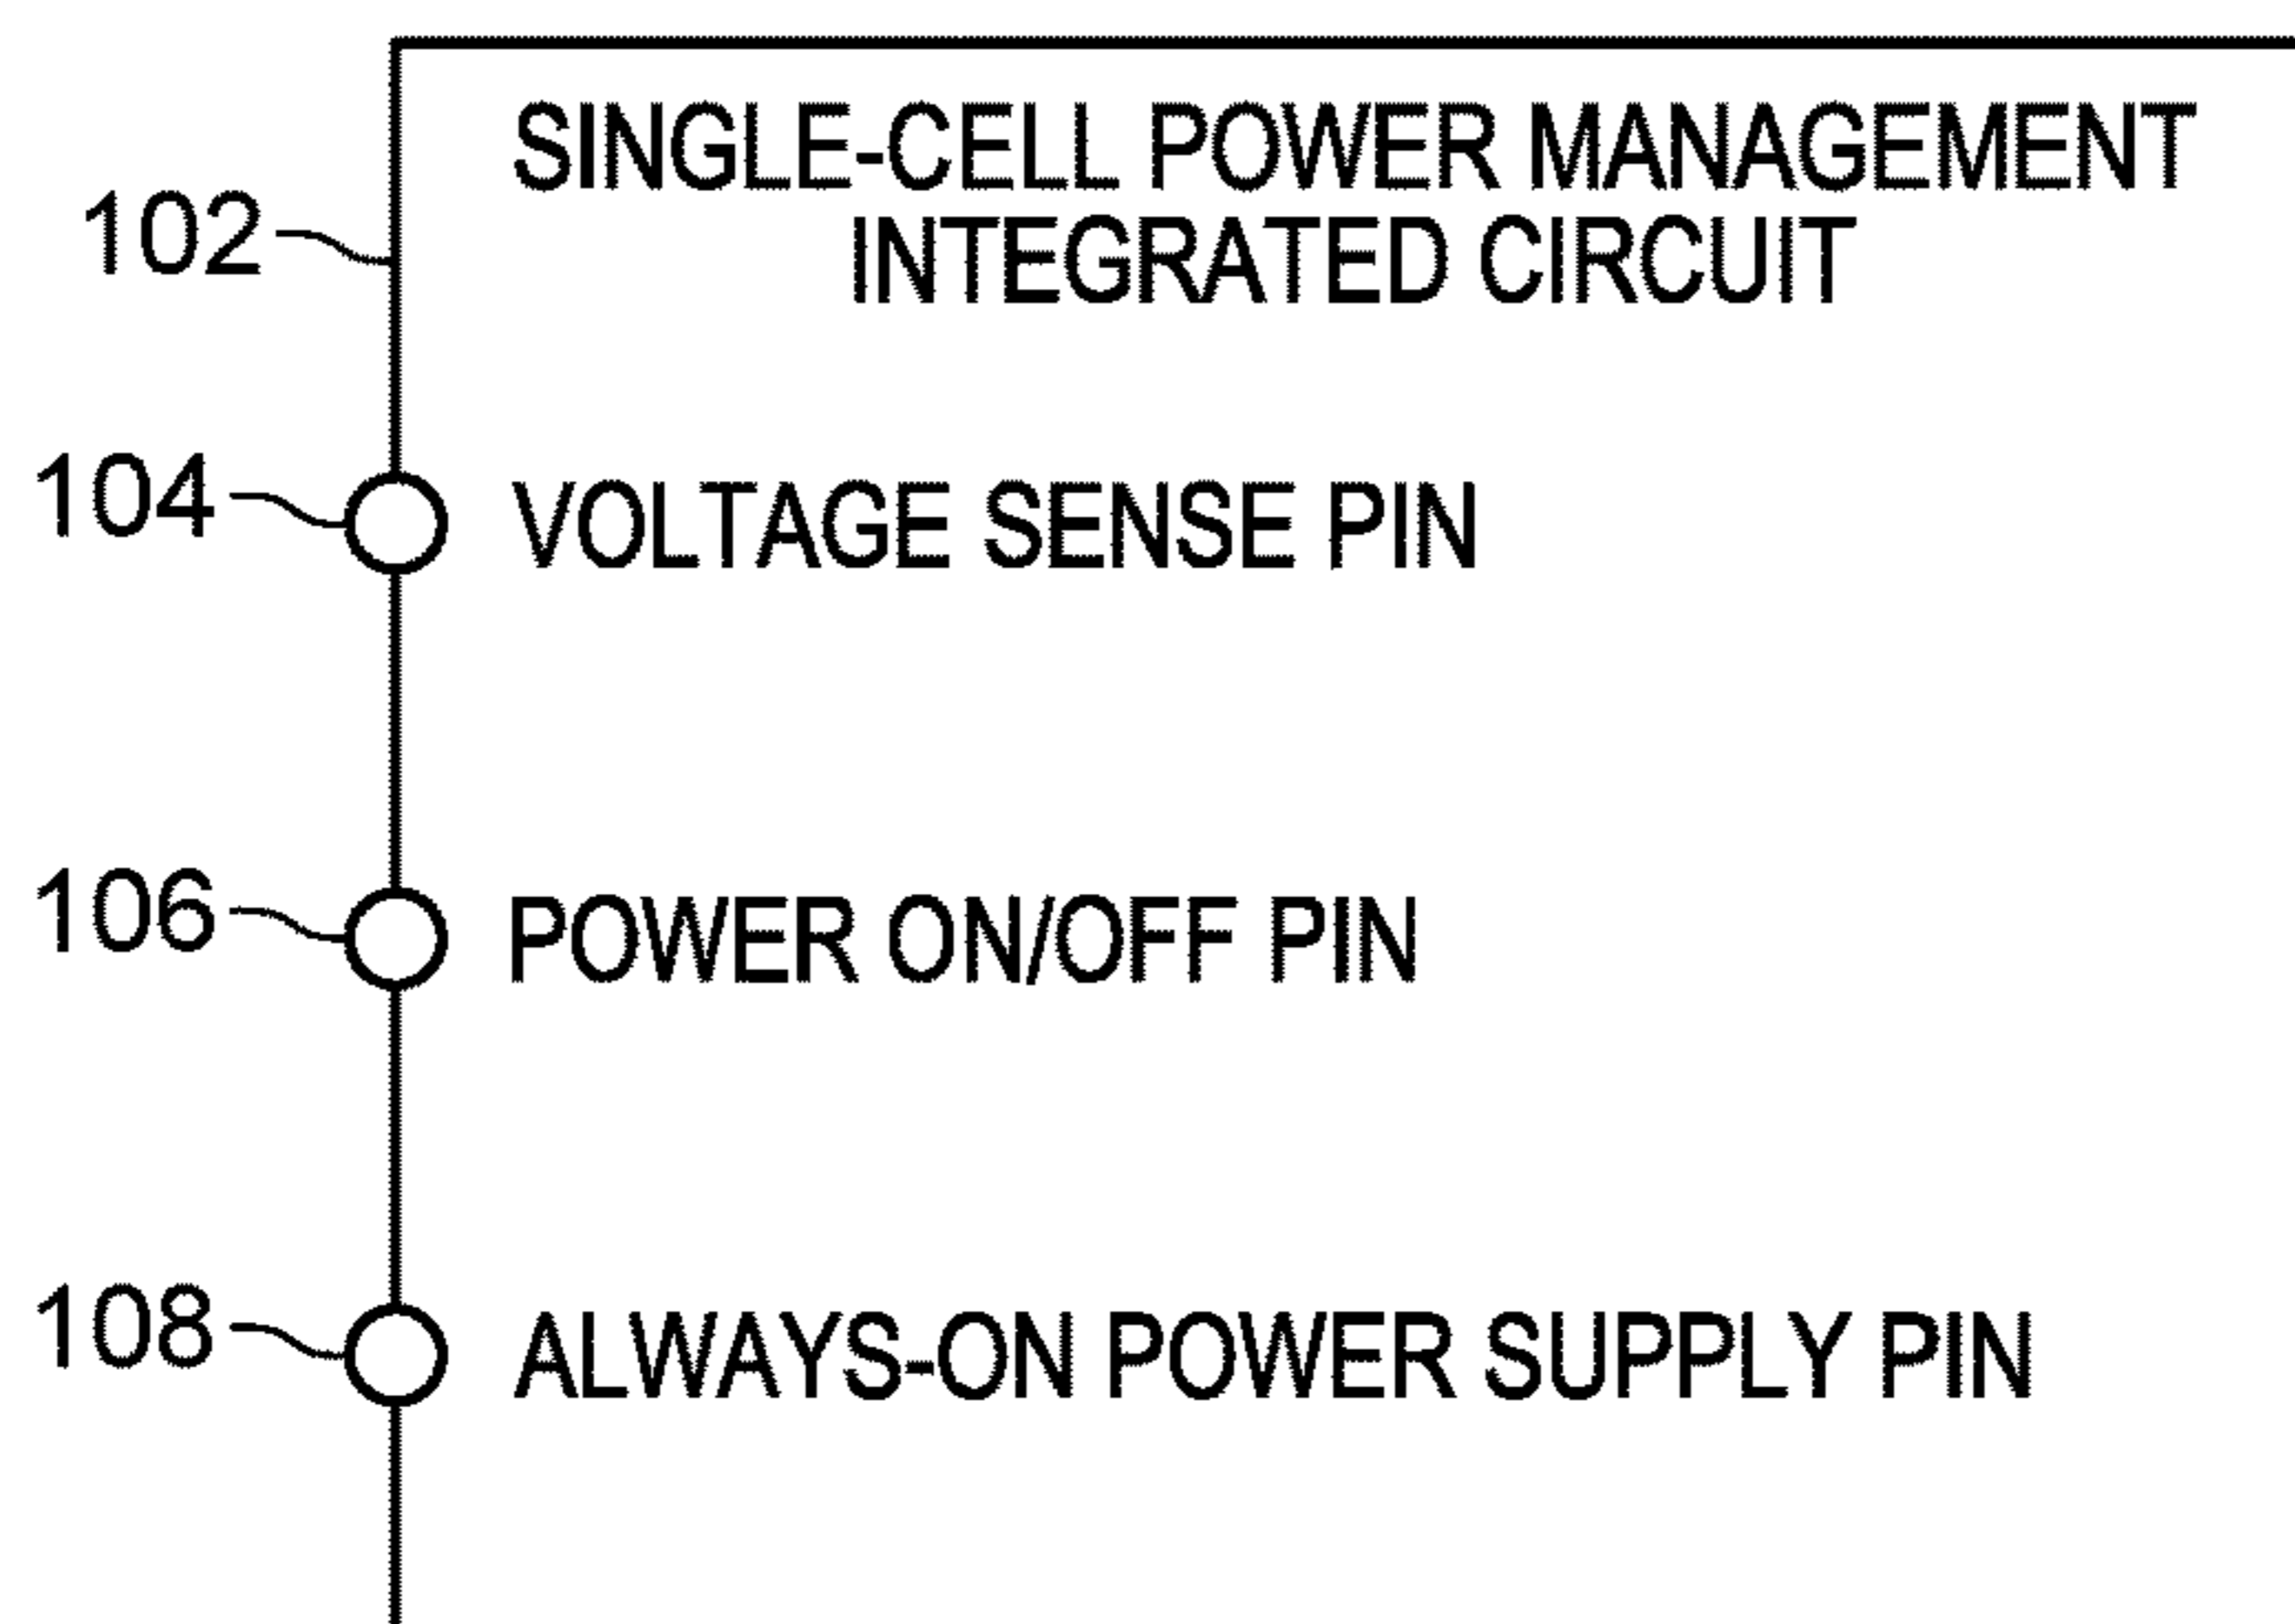 SINGLE-CELL POWER MANAGEMENT
INTEGRATED CIRCUIT
102
104 VOLTAGE SENSE PIN
106 POWER ON/OFF PIN
108 ALWAYS-ON POWER SUPPLY PIN